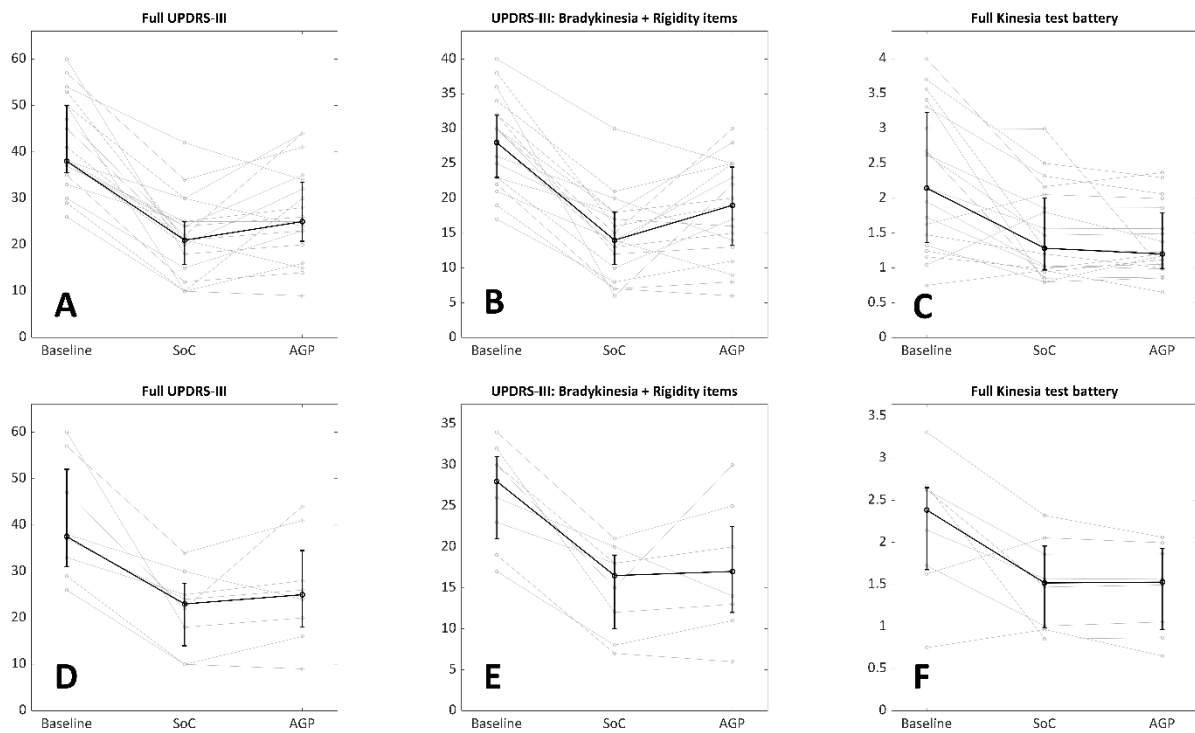 Full UPDRS-III
UPDRS-III: Bradykinesia + Rigidity items
Full Kinesia test battery
60
50
40
30
20
10
0
A
Baseline
SoC
AGP
40
35
30
25
20
15
10
5
0
B
Baseline
SoC
AGP
4
3.5
3
2.5
2
1.5
1
0.5
0
C
Baseline
SoC
AGP
Full UPDRS-III
UPDRS-III: Bradykinesia + Rigidity items
Full Kinesia test battery
60
50
40
30
20
10
0
D
Baseline
SoC
AGP
35
30
25
20
15
10
5
0
E
Baseline
SoC
AGP
3.5
3
2.5
2
1.5
1
0.5
0
F
Baseline
SoC
AGP